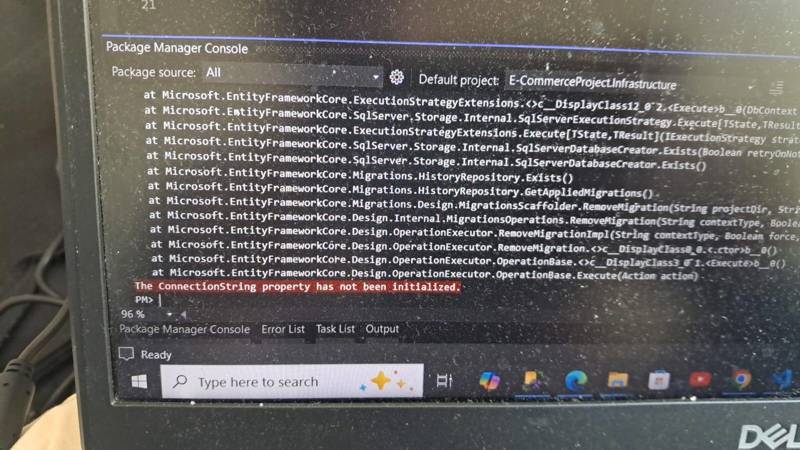 21
Package Manager Console
Package source: All
Default project: E-CommerceProject.Infrastructure
at Microsoft.EntityFrameworkCore.ExecutionStrategyExtensions.<>c__DisplayClass12_0`2.<Execute>b__0(DbContext
at Microsoft.EntityFrameworkCore.SqlServer.Storage.Internal.SqlServerExecutionStrategy.Execute[TState,TResult
at Microsoft.EntityFrameworkCore.ExecutionStrategyExtensions.Execute[TState,TResult](IExecutionStrategy strat
at Microsoft.EntityFrameworkCore.SqlServer.Storage.Internal.SqlServerDatabaseCreator.Exists(Boolean retryOnNot
at Microsoft.EntityFrameworkCore.SqlServer.Storage.Internal.SqlServerDatabaseCreator.Exists()
at Microsoft.EntityFrameworkCore.Migrations.HistoryRepository.Exists()
at Microsoft.EntityFrameworkCore.Migrations.HistoryRepository.GetAppliedMigrations()
at Microsoft.EntityFrameworkCore.Migrations.Design.MigrationsScaffolder.RemoveMigration(String projectDir, Stri
at Microsoft.EntityFrameworkCore.Design.Internal.MigrationsOperations.RemoveMigration(String contextType, Boolea
at Microsoft.EntityFrameworkCore.Design.OperationExecutor.RemoveMigrationImpl(String contextType, Boolean force,
at Microsoft.EntityFrameworkCore.Design.OperationExecutor.RemoveMigration.<>c__DisplayClass0_0.<.ctor>b__0()
at Microsoft.EntityFrameworkCore.Design.OperationExecutor.OperationBase.<>c__DisplayClass3_0`1.<Execute>b__0()
at Microsoft.EntityFrameworkCore.Design.OperationExecutor.OperationBase.Execute(Action action)
The ConnectionString property has not been initialized.
PM>
96 %
Package Manager Console Error List Task List Output
Ready
Type here to search
DELL